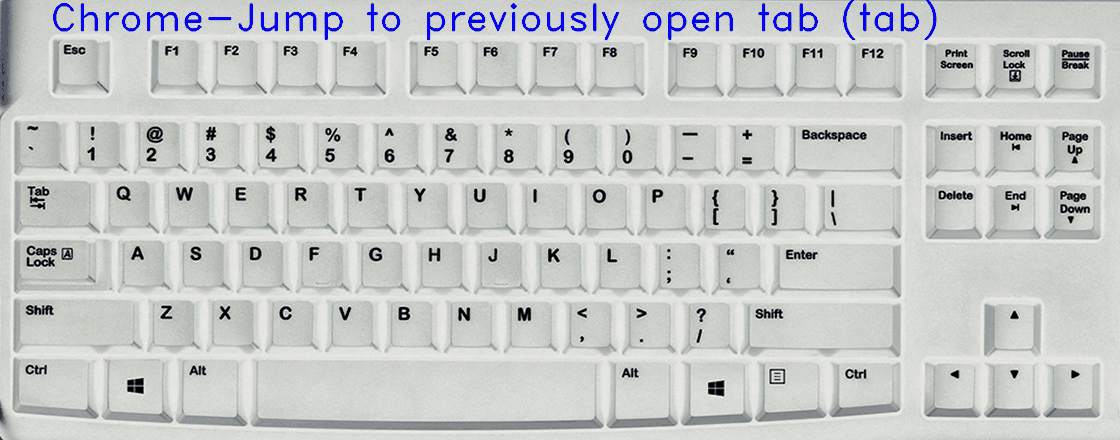 Chrome-Jump to previously open tab (tab)
Esc F1 F2 F3 F4 F5 F6 F7 F8 F9 F10 F11 F12 Print Screen Scroll Lock Pause Break
~ ! @ # $ % ^ & * ( ) — + Backspace Insert Home Page Up
` 1 2 3 4 5 6 7 8 9 0 - =
Tab Q W E R T Y U I O P { } | Delete End Page Down
[ ] \
Caps Lock A A S D F G H J K L : “ Enter
; ‘
Shift Z X C V B N M < > ? Shift
, . /
Ctrl Alt Alt Ctrl